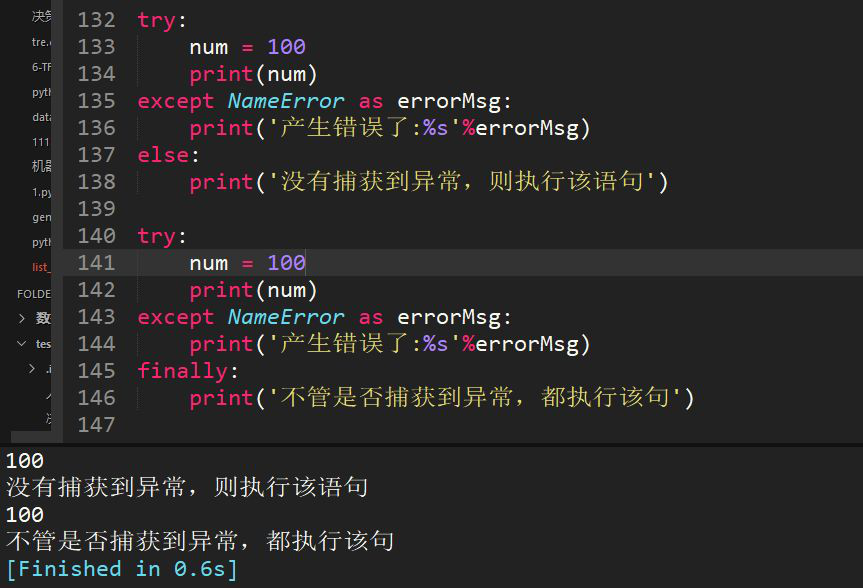 决
tre.
6-TF
pyth
data
111
机器
1.py
gen
pyth
list_
FOLDE
数
tes
.i
132 try:
133 num = 100
134 print(num)
135 except NameError as errorMsg:
136 print('产生错误了:%s'%errorMsg)
137 else:
138 print('没有捕获到异常，则执行该语句')
139
140 try:
141 num = 100
142 print(num)
143 except NameError as errorMsg:
144 print('产生错误了:%s'%errorMsg)
145 finally:
146 print('不管是否捕获到异常，都执行该句')
147
100
没有捕获到异常，则执行该语句
100
不管是否捕获到异常，都执行该句
[Finished in 0.6s]